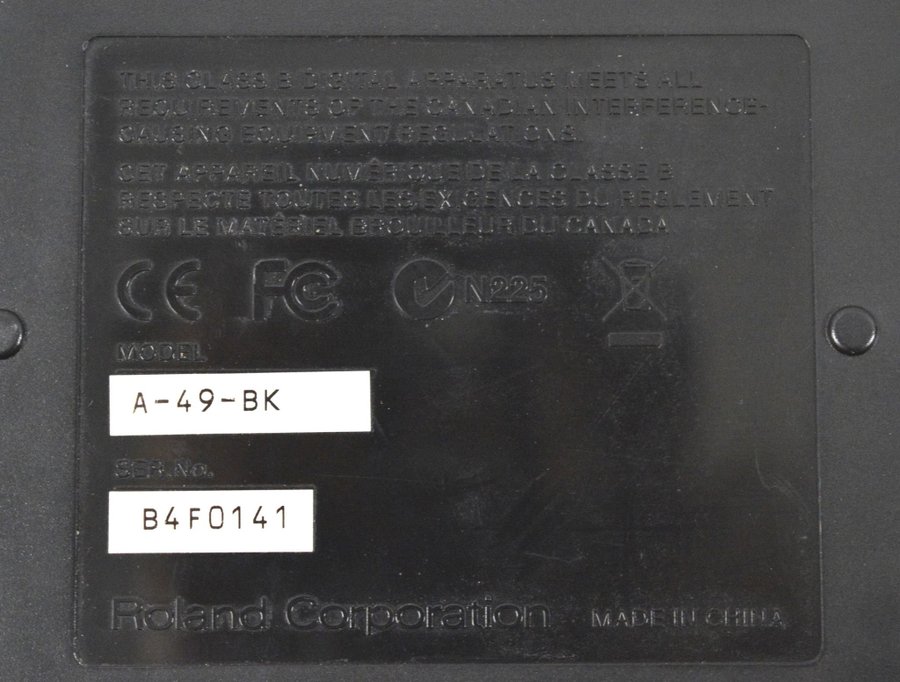 THIS CLASS B DIGITAL APPARATUS MEETS ALL
REQUIREMENTS OF THE CANADIAN INTERFERENCE-
CAUSING EQUIPMENT REGULATIONS.
CET APPAREIL NUMÉRIQUE DE LA CLASSE B
RESPECTE TOUTES LES EXIGENCES DU REGLEMENT
SUR LE MATÉRIEL BROUILLEUR DU CANADA
CE FC N225
MODEL
A-49-BK
SER.No.
B4F0141
Roland Corporation MADE IN CHINA